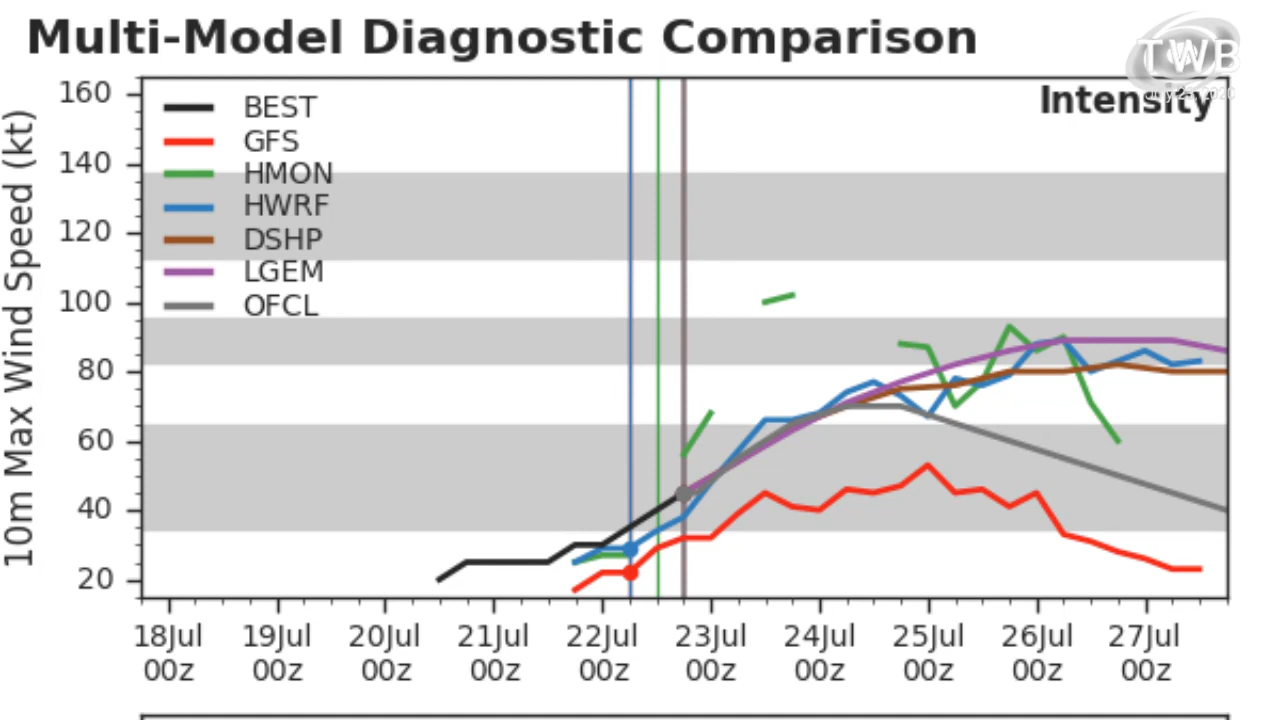 Multi-Model Diagnostic Comparison
TWB
Intensity
10m Max Wind Speed (kt)
160
140
120
100
80
60
40
20
BEST
GFS
HMON
HWRF
DSHP
LGEM
OFCL
18Jul 19Jul 20Jul 21Jul 22Jul 23Jul 24Jul 25Jul 26Jul 27Jul
00z 00z 00z 00z 00z 00z 00z 00z 00z 00z